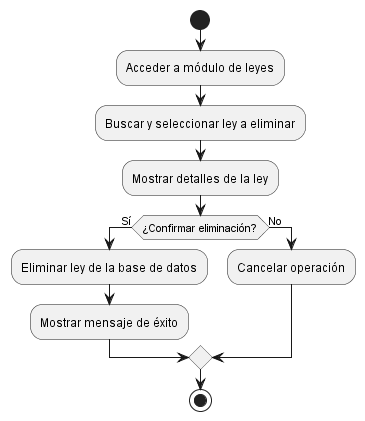 Acceder a módulo de leyes
Buscar y seleccionar ley a eliminar
Mostrar detalles de la ley
Sí
¿Confirmar eliminación?
No
Eliminar ley de la base de datos
Cancelar operación
Mostrar mensaje de éxito